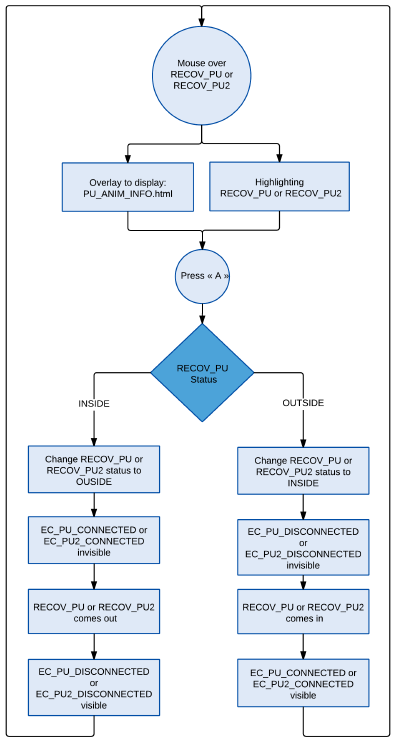 Mouse over
RECOV_PU or
RECOV_PU2
Overlay to display:
PU_ANIM_INFO.html
Highlighting
RECOV_PU or RECOV_PU2
Press « A »
RECOV_PU
Status
INSIDE
OUTSIDE
Change RECOV_PU or
RECOV_PU2 status to
OUSIDE
Change RECOV_PU or
RECOV_PU2 status to
INSIDE
EC_PU_CONNECTED or
EC_PU2_CONNECTED
invisible
EC_PU_DISCONNECTED
or
EC_PU2_DISCONNECTED
invisible
RECOV_PU or RECOV_PU2
comes out
RECOV_PU or RECOV_PU2
comes in
EC_PU_DISCONNECTED
or
EC_PU2_DISCONNECTED
visible
EC_PU_CONNECTED or
EC_PU2_CONNECTED
visible